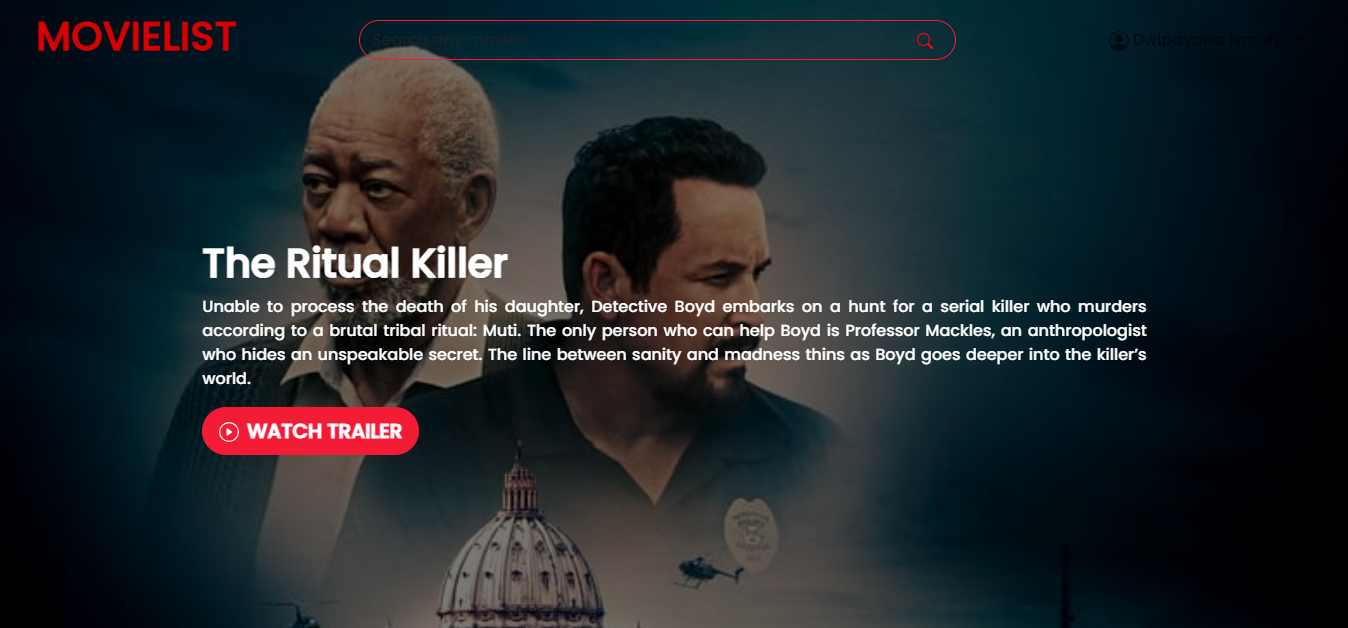 MOVIELIST
Search any movies
Dwipayana Ismulya
The Ritual Killer
Unable to process the death of his daughter, Detective Boyd embarks on a hunt for a serial killer who murders
according to a brutal tribal ritual: Muti. The only person who can help Boyd is Professor Mackles, an anthropologist
who hides an unspeakable secret. The line between sanity and madness thins as Boyd goes deeper into the killer’s
world.
WATCH TRAILER